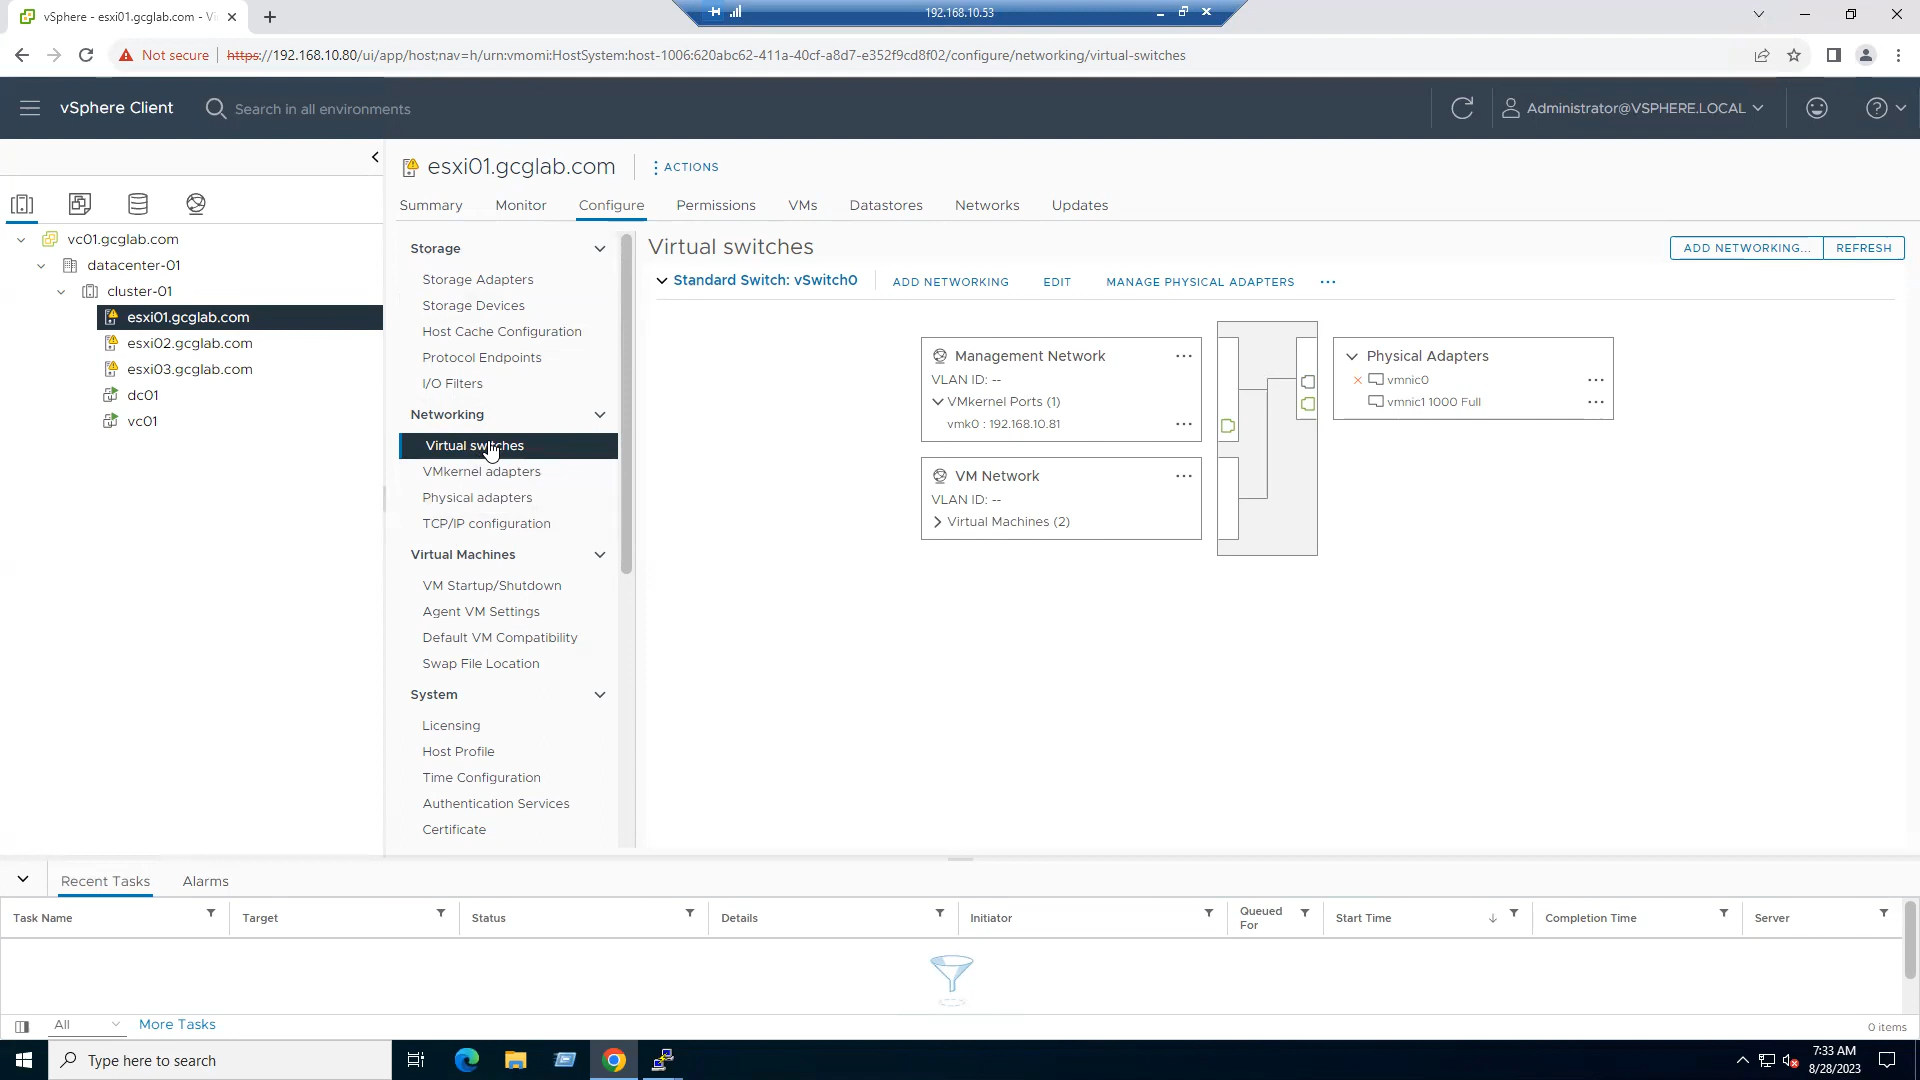 vSphere - esxi01.gcglab.com - Vi
192.168.10.53
Not secure
https://192.168.10.80/ui/app/host;nav=h/urn:vmomi:HostSystem:host-1006:620abc62-411a-40cf-a8d7-e352f9cd8f02/configure/networking/virtual-switches
vSphere Client
Search in all environments
Administrator@VSPHERE.LOCAL
esxi01.gcglab.com
ACTIONS
Summary
Monitor
Configure
Permissions
VMs
Datastores
Networks
Updates
vc01.gcglab.com
datacenter-01
cluster-01
esxi01.gcglab.com
esxi02.gcglab.com
esxi03.gcglab.com
dc01
vc01
Storage
Storage Adapters
Storage Devices
Host Cache Configuration
Protocol Endpoints
I/O Filters
Networking
Virtual switches
VMkernel adapters
Physical adapters
TCP/IP configuration
Virtual Machines
VM Startup/Shutdown
Agent VM Settings
Default VM Compatibility
Swap File Location
System
Licensing
Host Profile
Time Configuration
Authentication Services
Certificate
Virtual switches
ADD NETWORKING...
REFRESH
Standard Switch: vSwitch0
ADD NETWORKING
EDIT
MANAGE PHYSICAL ADAPTERS
...
Management Network
...
VLAN ID: --
VMkernel Ports (1)
vmk0 : 192.168.10.81
...
VM Network
...
VLAN ID: --
Virtual Machines (2)
Physical Adapters
vmnic0
...
vmnic1 1000 Full
...
Recent Tasks
Alarms
Task Name
Target
Status
Details
Initiator
Queued
For
Start Time
Completion Time
Server
All
More Tasks
0 items
Type here to search
7:33 AM
8/28/2023